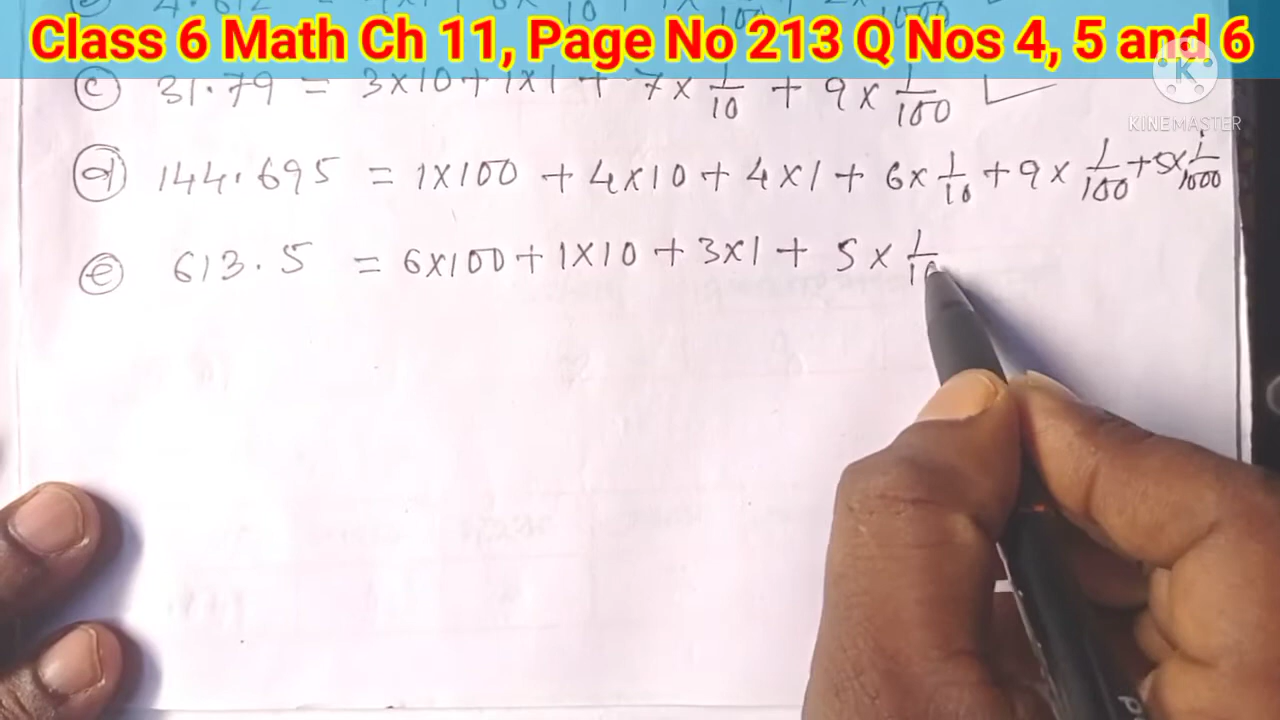 Class 6 Math Ch 11, Page No 213 Q Nos 4, 5 and 6
KINEMASTER
(c) 31.79 = 3×10 + 1×1 + 7× 1/10 + 9× 1/100
(d) 144.695 = 1×100 + 4×10 + 4×1 + 6× 1/10 + 9× 1/100 + 5× 1/1000
(e) 613.5 = 6×100 + 1×10 + 3×1 + 5× 1/10